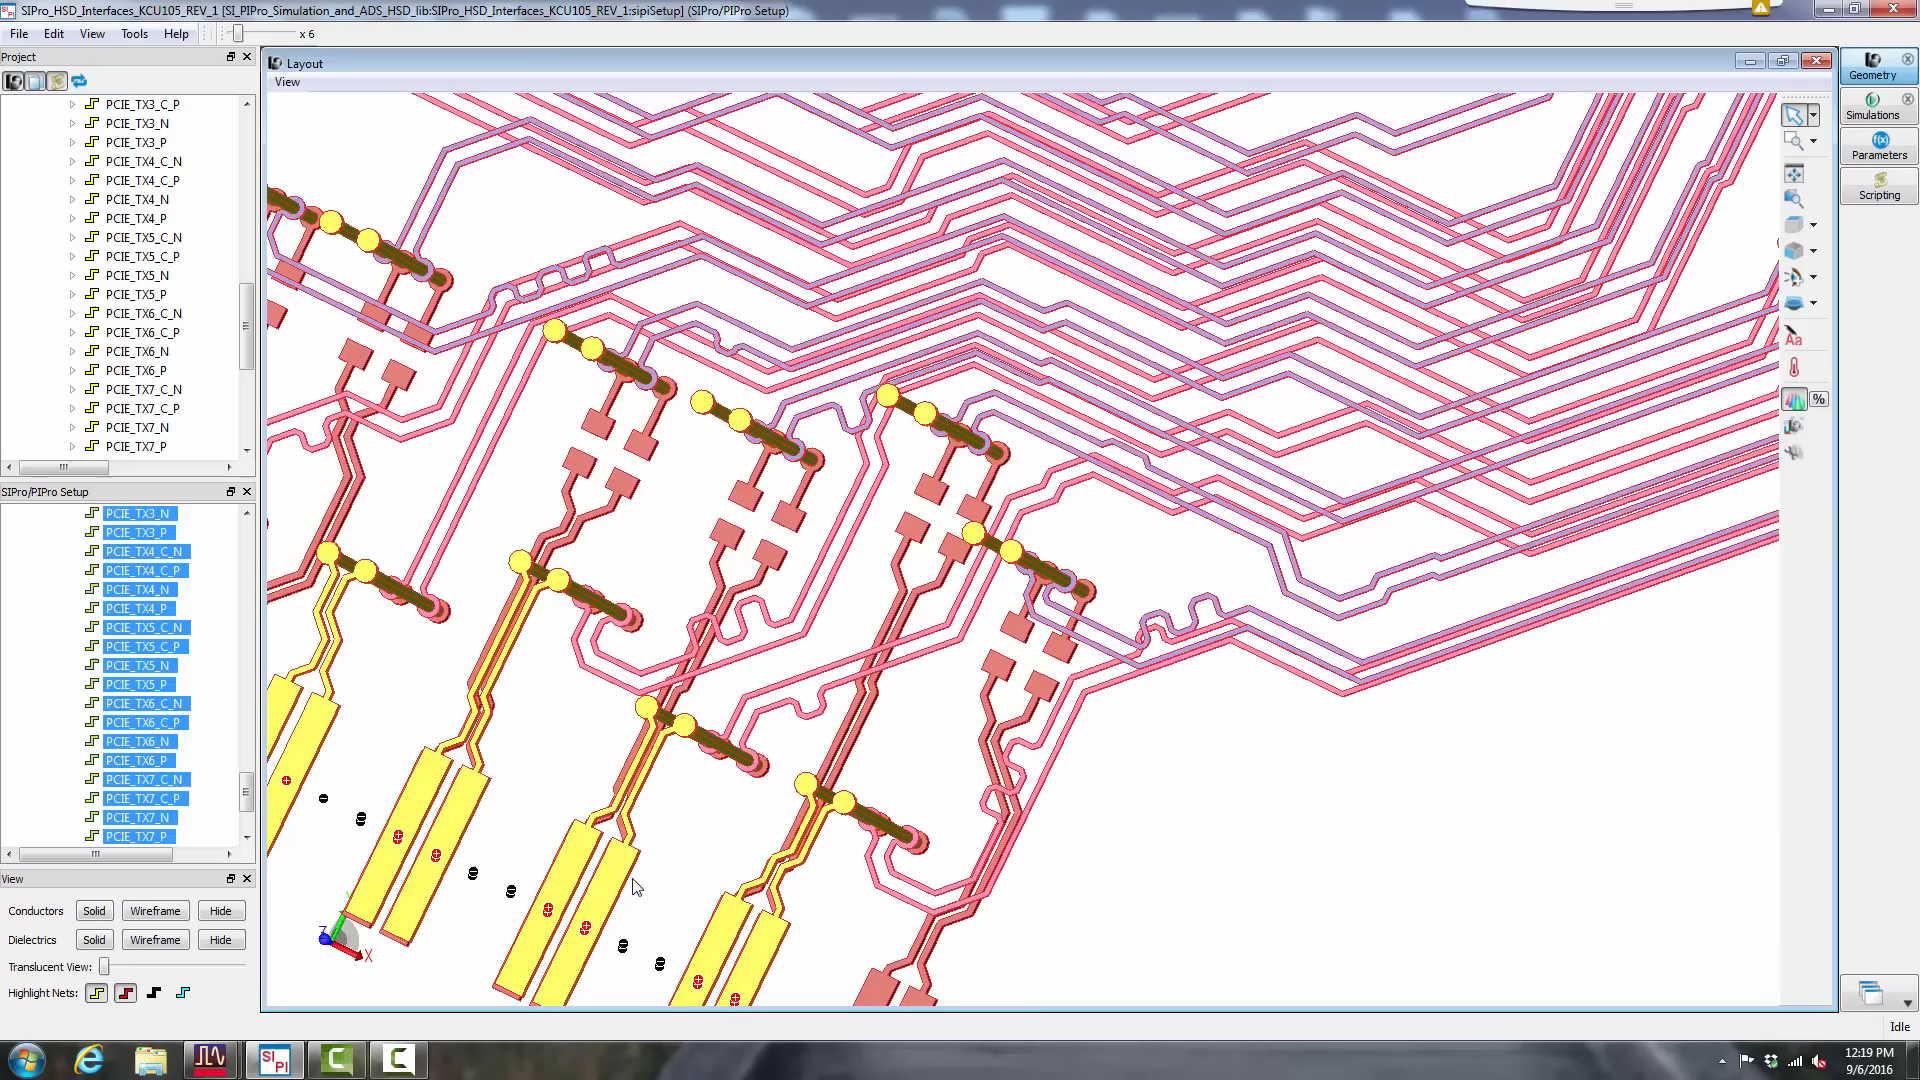 SIPro_HSD_Interfaces_KCU105_REV_1 [SI_PIPro_Simulation_and_ADS_HSD_lib:SIPro_HSD_Interfaces_KCU105_REV_1:sipiSetup] (SIPro/PIPro Setup)
File Edit View Tools Help x 6
Project
PCIE_TX3_C_P
PCIE_TX3_N
PCIE_TX3_P
PCIE_TX4_C_N
PCIE_TX4_C_P
PCIE_TX4_N
PCIE_TX4_P
PCIE_TX5_C_N
PCIE_TX5_C_P
PCIE_TX5_N
PCIE_TX5_P
PCIE_TX6_C_N
PCIE_TX6_C_P
PCIE_TX6_N
PCIE_TX6_P
PCIE_TX7_C_N
PCIE_TX7_C_P
PCIE_TX7_N
PCIE_TX7_P
SIPro/PIPro Setup
PCIE_TX3_N
PCIE_TX3_P
PCIE_TX4_C_N
PCIE_TX4_C_P
PCIE_TX4_N
PCIE_TX4_P
PCIE_TX5_C_N
PCIE_TX5_C_P
PCIE_TX5_N
PCIE_TX5_P
PCIE_TX6_C_N
PCIE_TX6_C_P
PCIE_TX6_N
PCIE_TX6_P
PCIE_TX7_C_N
PCIE_TX7_C_P
PCIE_TX7_N
PCIE_TX7_P
View
Conductors Solid Wireframe Hide
Dielectrics Solid Wireframe Hide
Translucent View:
Highlight Nets:
Layout
View
Z X
Aa
%
Geometry
Simulations
f(x)
Parameters
Scripting
Idle
SI
PI
12:19 PM
9/6/2016